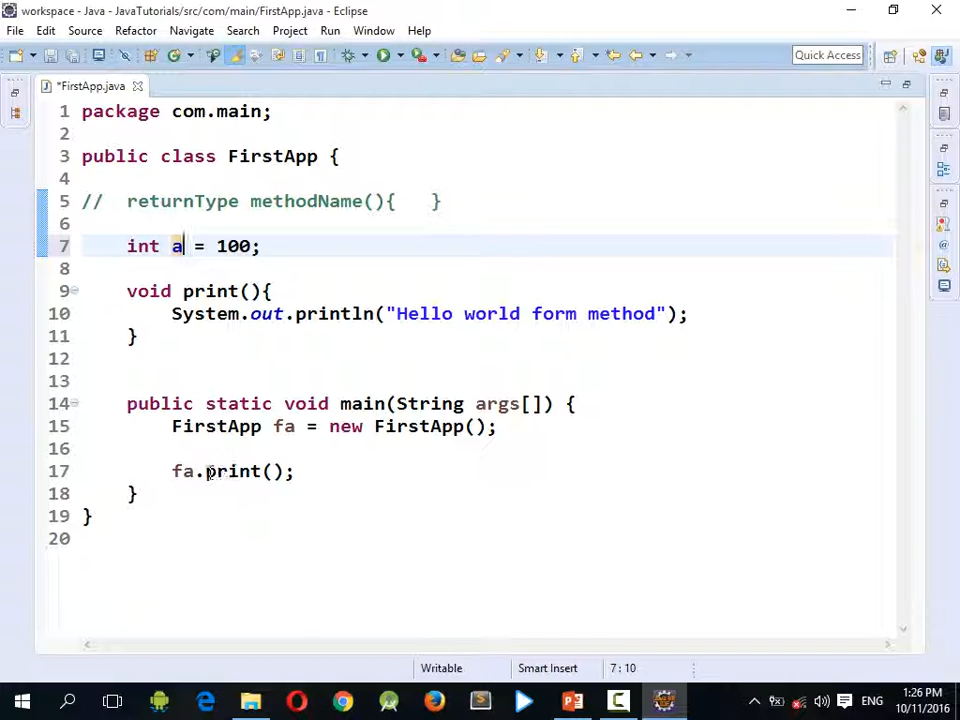 workspace - Java - JavaTutorials/src/com/main/FirstApp.java - Eclipse
File Edit Source Refactor Navigate Search Project Run Window Help
Quick Access
*FirstApp.java
1 package com.main;
2
3 public class FirstApp {
4
5 // returnType methodName(){ }
6
7 int a = 100;
8
9 void print(){
10 System.out.println("Hello world form method");
11 }
12
13
14 public static void main(String args[]) {
15 FirstApp fa = new FirstApp();
16
17 fa.print();
18 }
19 }
20
Writable Smart Insert 7 : 10
ENG 1:26 PM
10/11/2016